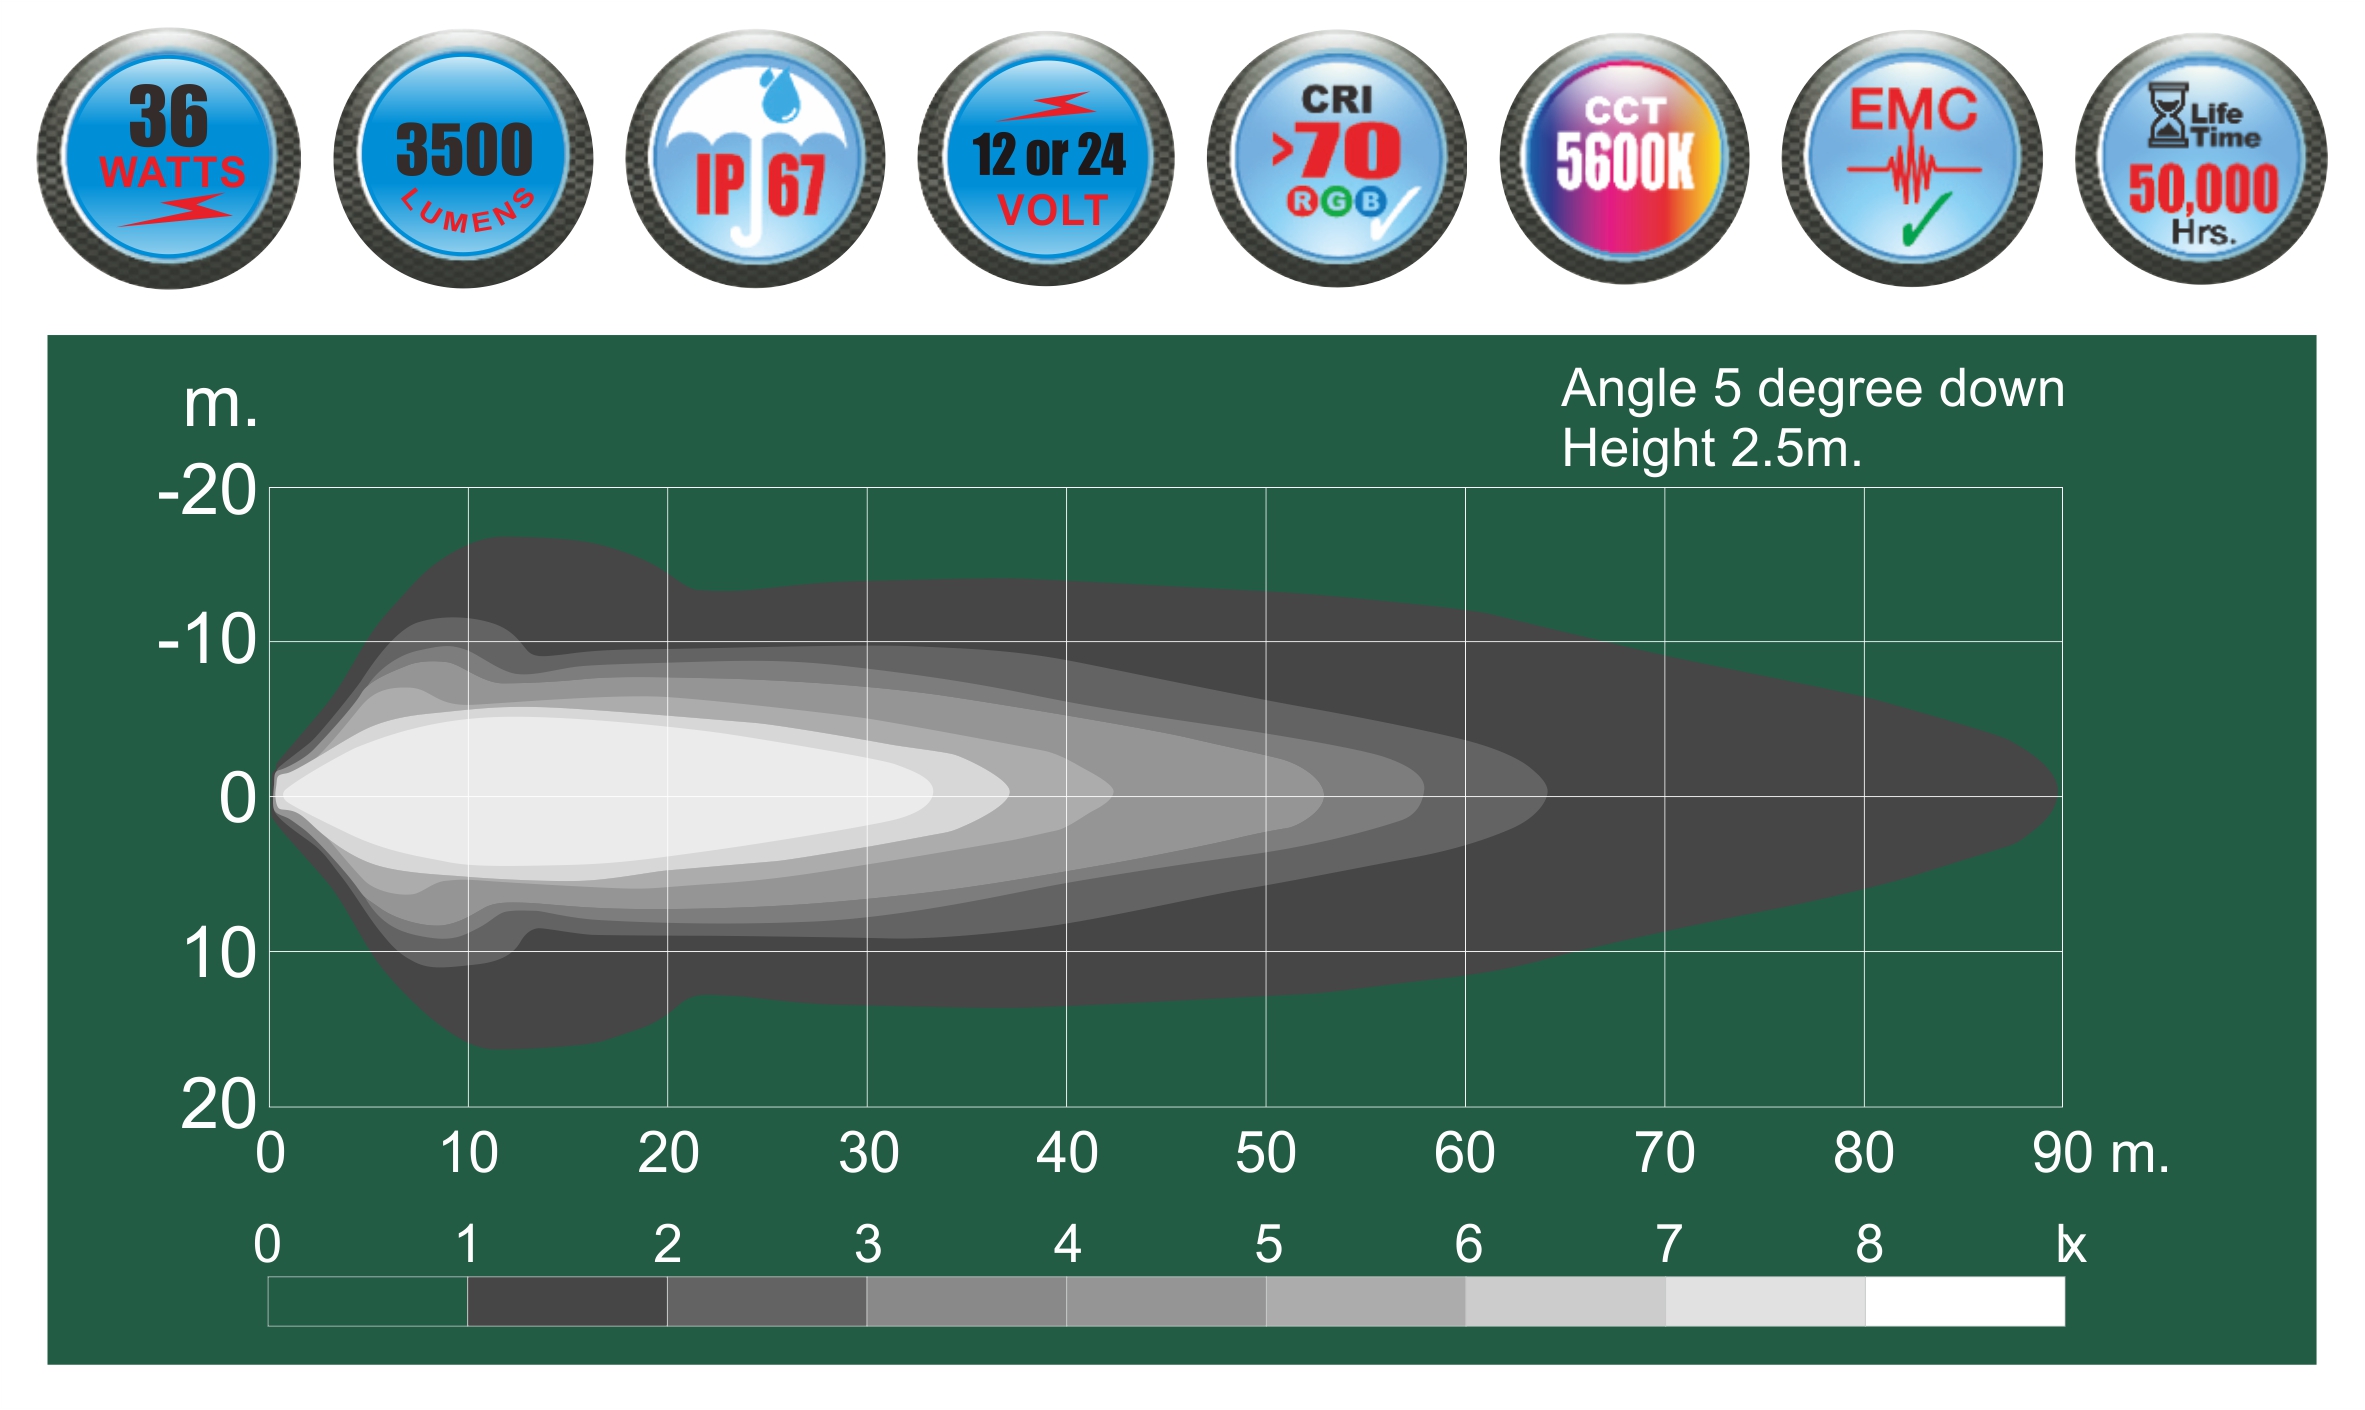 36
WATTS
3500
LUMENS
IP 67
12 or 24
VOLT
CRI
>70
RGB
CCT
5600K
EMC
Life
Time
50,000
Hrs.
m.
Angle 5 degree down
Height 2.5m.
-20
-10
0
10
20
0 10 20 30 40 50 60 70 80 90 m.
0 1 2 3 4 5 6 7 8 lx